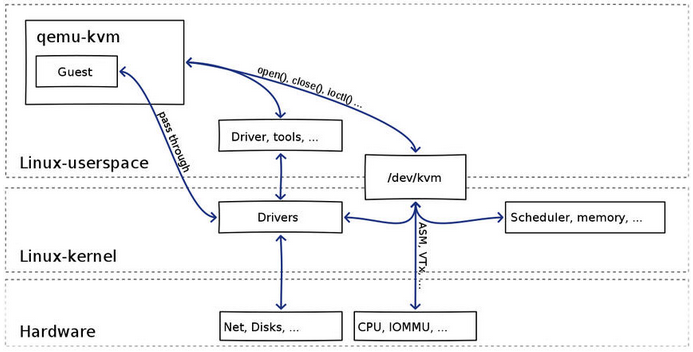 qemu-kvm
Guest
open(), close(), ioctl() ...
pass through
Driver, tools, ...
Linux-userspace
/dev/kvm
Drivers
Scheduler, memory, ...
ASM, VTx, ...
Linux-kernel
Net, Disks, ...
CPU, IOMMU, ...
Hardware